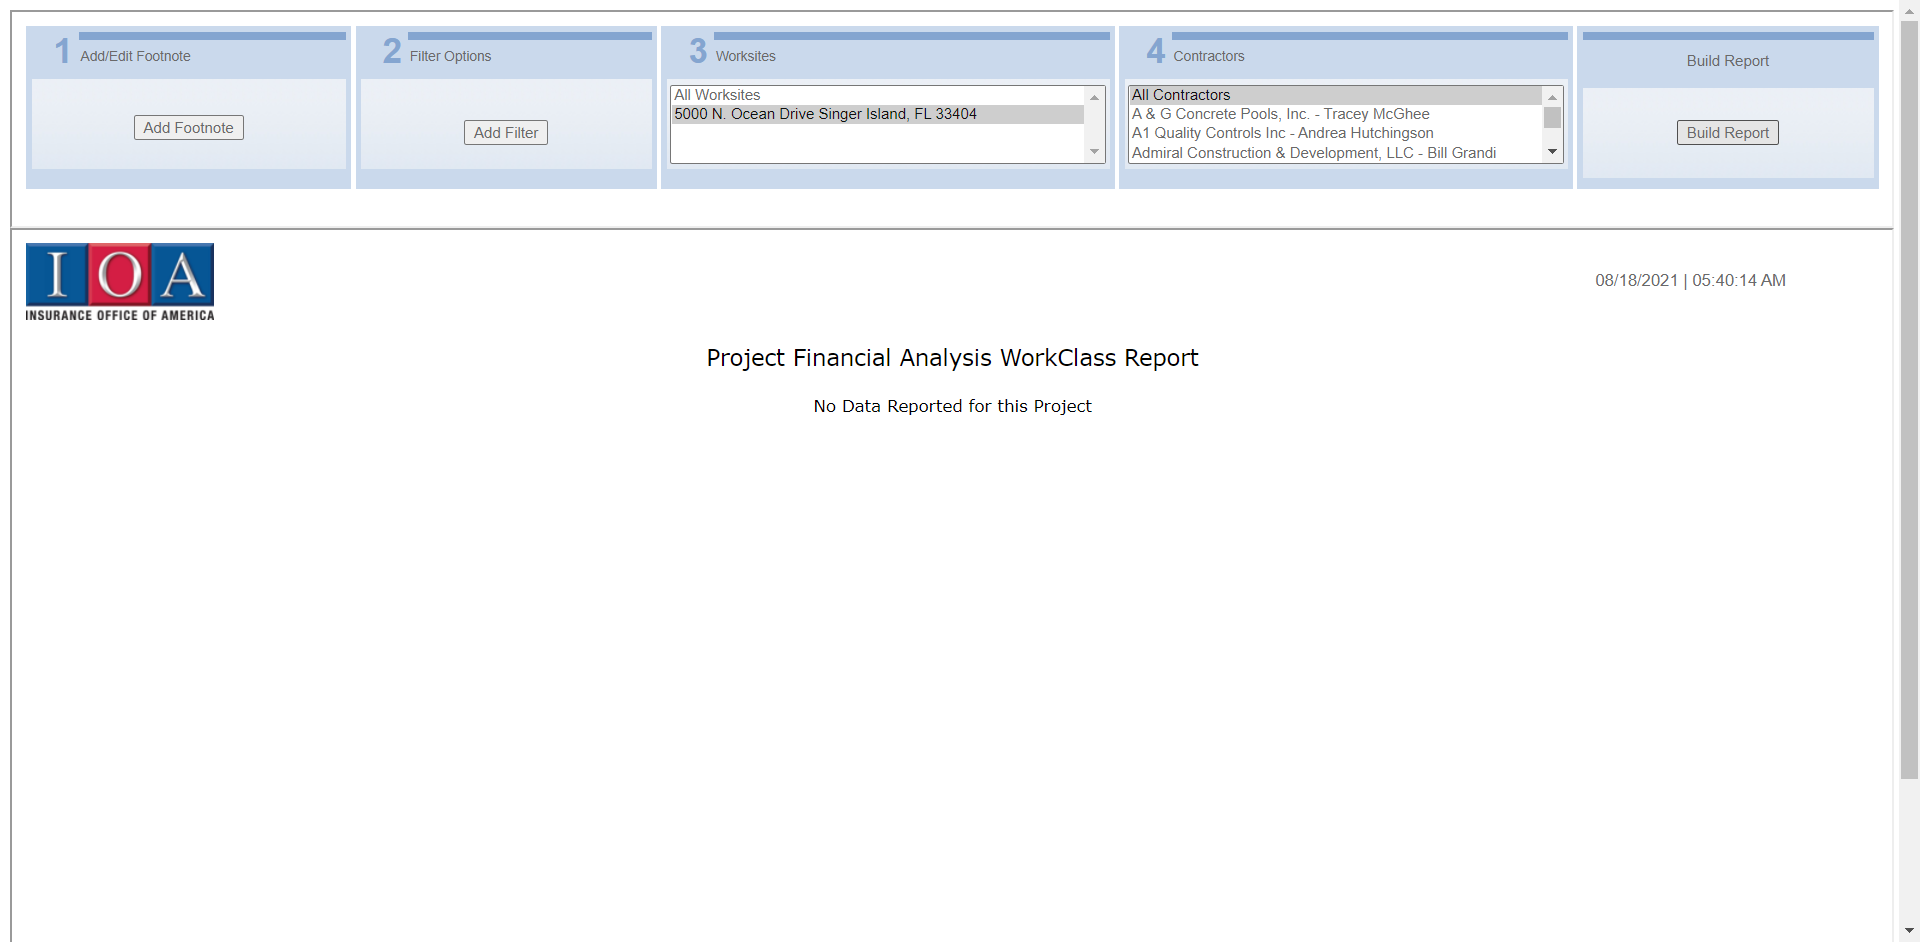 1 Add/Edit Footnote
Add Footnote
2 Filter Options
Add Filter
3 Worksites
All Worksites
5000 N. Ocean Drive Singer Island, FL 33404
4 Contractors
All Contractors
A & G Concrete Pools, Inc. - Tracey McGhee
A1 Quality Controls Inc - Andrea Hutchingson
Admiral Construction & Development, LLC - Bill Grandi
Build Report
Build Report
IOA
INSURANCE OFFICE OF AMERICA
08/18/2021 | 05:40:14 AM
Project Financial Analysis WorkClass Report
No Data Reported for this Project